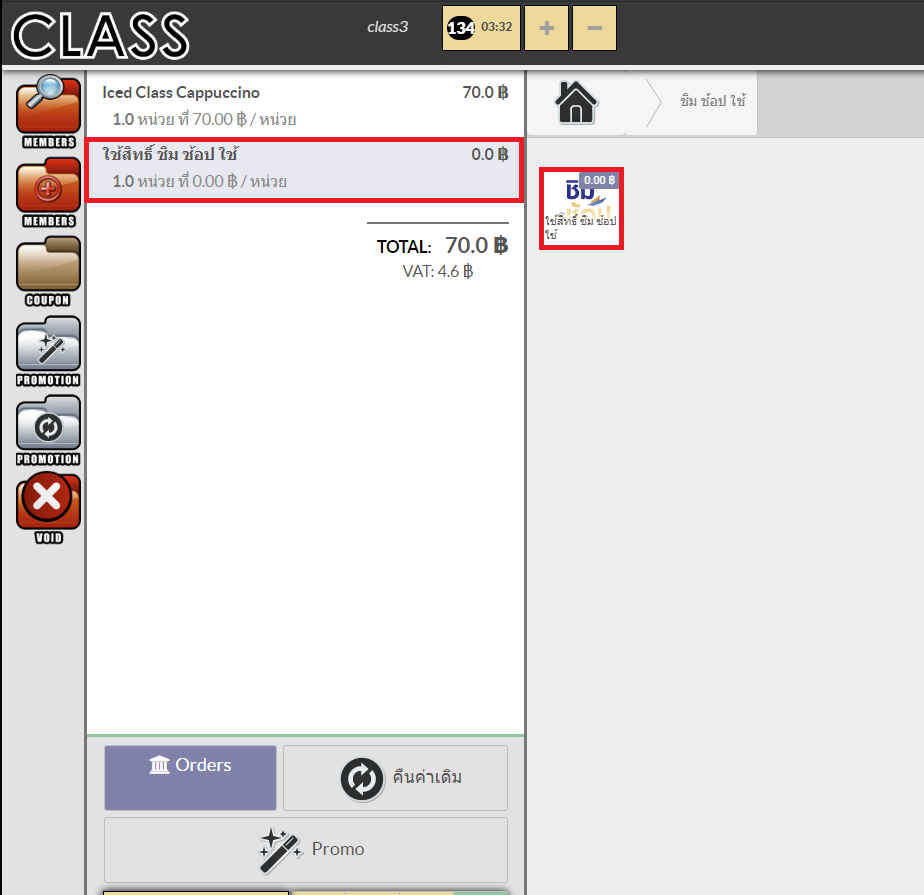 CLASS
class3
134 03:32
+
−
MEMBERS
MEMBERS
COUPON
PROMOTION
PROMOTION
VOID
Iced Class Cappuccino 70.0 ฿
1.0 หน่วย ที่ 70.00 ฿ / หน่วย
ใช้สิทธิ์ ชิม ช้อป ใช้ 0.0 ฿
1.0 หน่วย ที่ 0.00 ฿ / หน่วย
TOTAL: 70.0 ฿
VAT: 4.6 ฿
ชิม ช้อป ใช้
0.00 ฿
ชิม
ช้อป
ใช้สิทธิ์ ชิม ช้อป
ใช้
Orders
คืนค่าเดิม
Promo